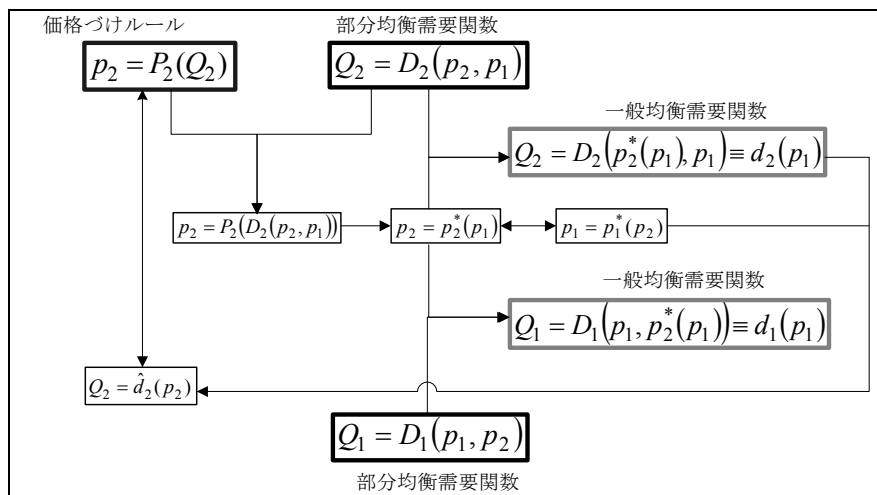 価格づけルール
部分均衡需要関数
p₂ = P₂(Q₂)
Q₂ = D₂(p₂, p₁)
一般均衡需要関数
Q₂ = D₂(p₂*(p₁), p₁) ≡ d₂(p₁)
p₂ = P₂(D₂(p₂, p₁))
p₂ = p₂*(p₁)
p₁ = p₁*(p₂)
一般均衡需要関数
Q₁ = D₁(p₁, p₂*(p₁)) ≡ d₁(p₁)
Q₂ = d̂₂(p₂)
Q₁ = D₁(p₁, p₂)
部分均衡需要関数